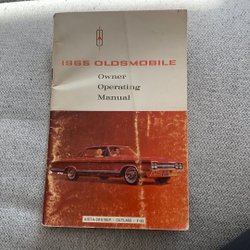 1965 OLDSMOBILE
Owner
Operating
Manual